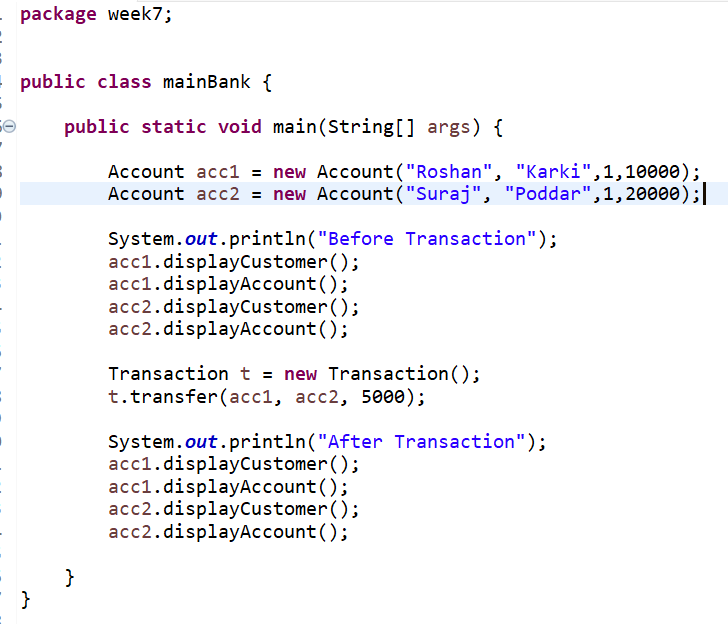 package week7;
public class mainBank {
public static void main(String[] args) {
Account acc1 = new Account("Roshan", "Karki",1,10000);
Account acc2 = new Account("Suraj", "Poddar",1,20000);
System.out.println("Before Transaction");
acc1.displayCustomer();
acc1.displayAccount();
acc2.displayCustomer();
acc2.displayAccount();
Transaction t = new Transaction();
t.transfer(acc1, acc2, 5000);
System.out.println("After Transaction");
acc1.displayCustomer();
acc1.displayAccount();
acc2.displayCustomer();
acc2.displayAccount();
}
}